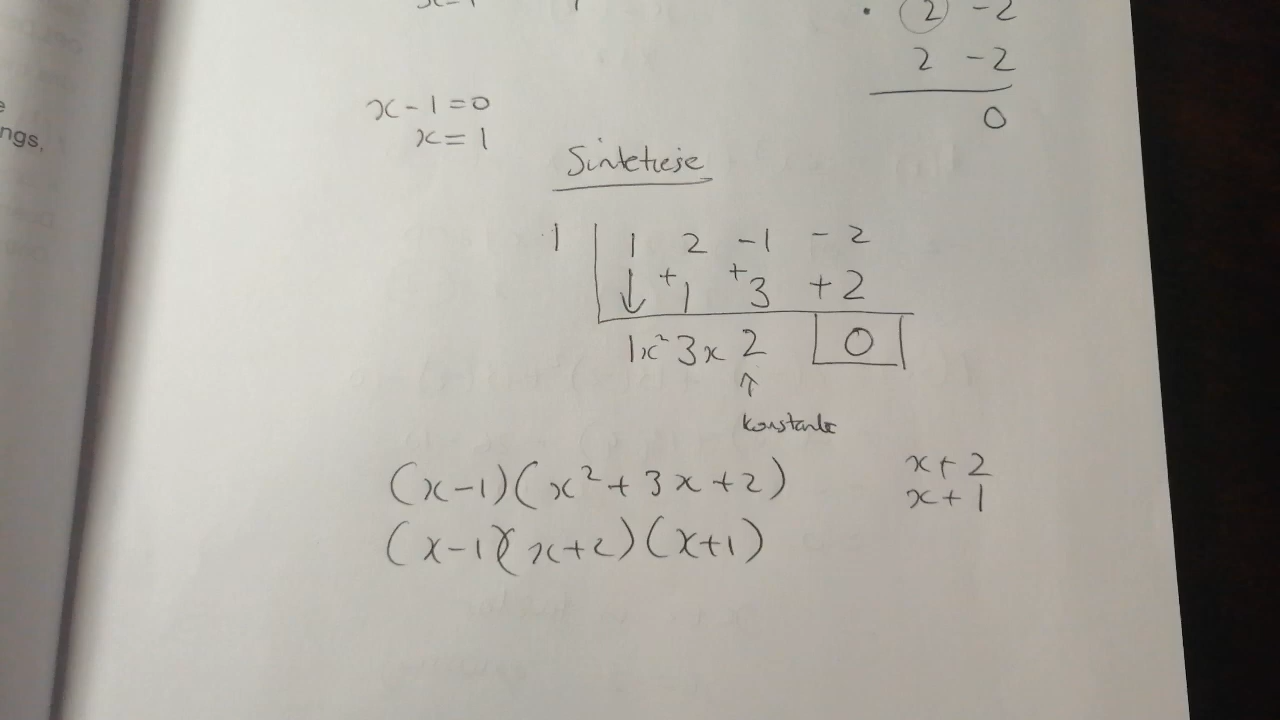 2 -2
2 -2
0
x-1=0
x=1
Sintetiese
1 | 1 2 -1 -2
↓ +1 +3 +2
1x² 3x 2 0
↑
konstante
(x-1)(x²+3x+2)
(x-1)(x+2)(x+1)
x+2
x+1
ngs,